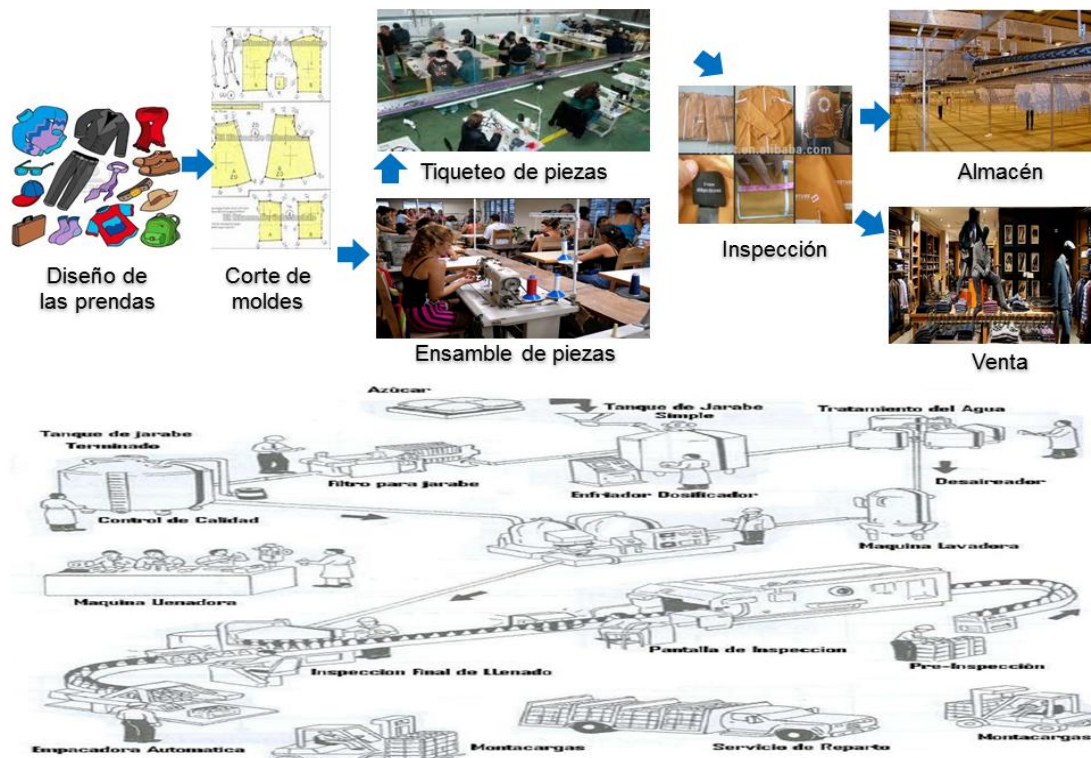 Tiqueteo de piezas
Almacén
Inspección
Diseño de
las prendas
Corte de
moldes
Ensamble de piezas
Venta
Azúcar
Tanque de Jarabe
Simple
Tratamiento del Agua
Tanque de jarabe
Terminado
Filtro para jarabe
Enfriador Dosificador
Desaireador
Control de Calidad
Maquina Lavadora
Maquina Llenadora
Pantalla de Inspeccion
Pre-Inspección
Inspeccion Final de Llenado
Empacadora Automatica
Montacargas
Servicio de Reparto
Montacargas